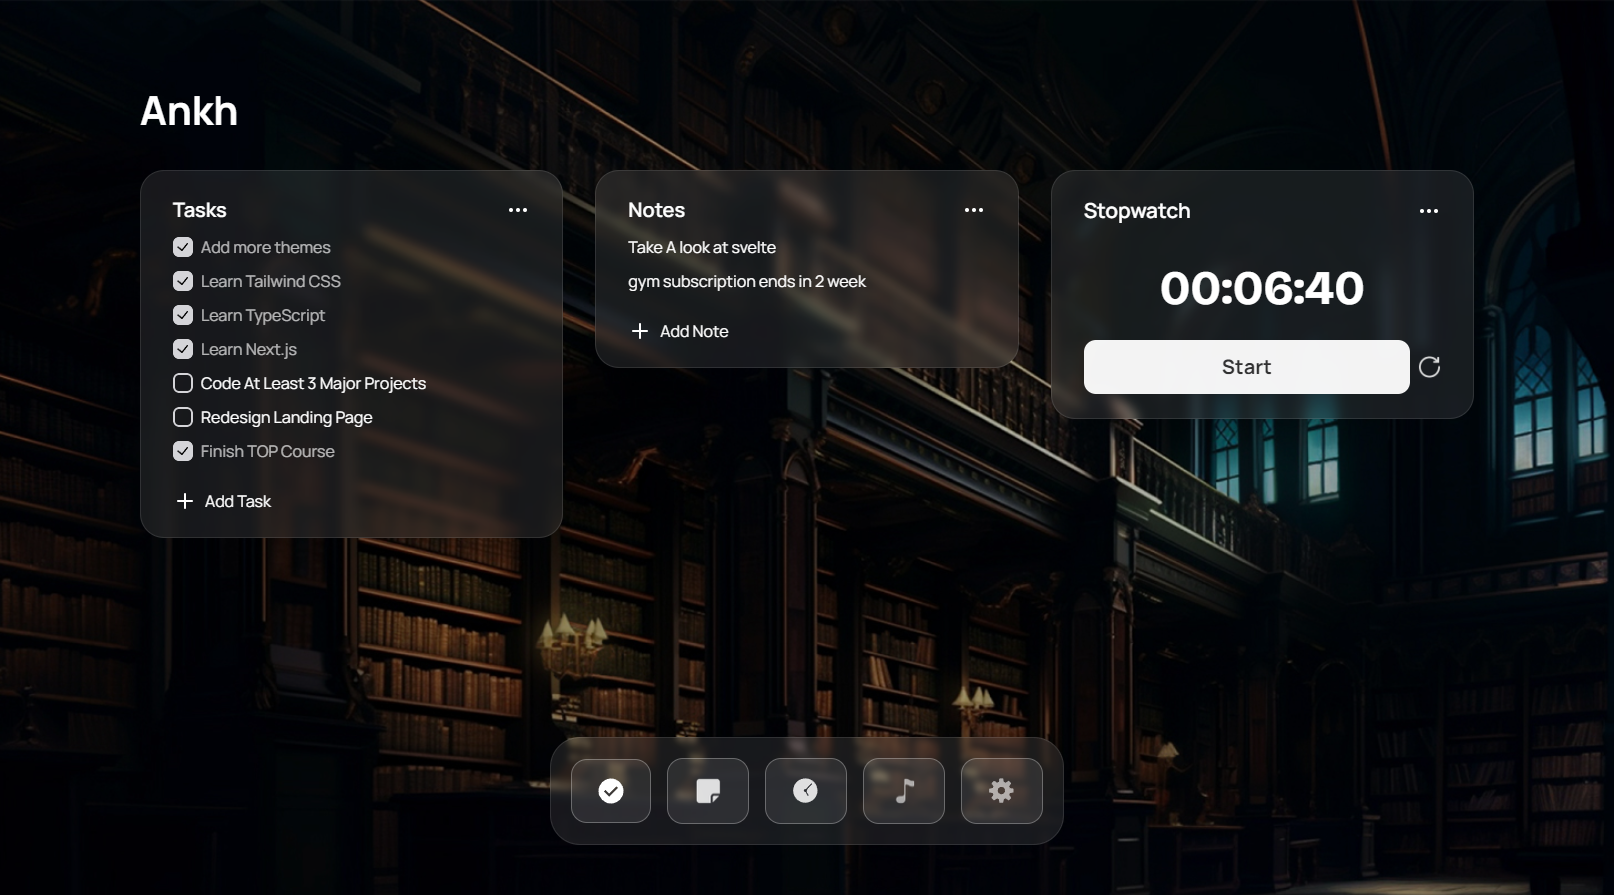 Ankh
Tasks
Add more themes
Learn Tailwind CSS
Learn TypeScript
Learn Next.js
Code At Least 3 Major Projects
Redesign Landing Page
Finish TOP Course
Add Task
Notes
Take A look at svelte
gym subscription ends in 2 week
Add Note
Stopwatch
00:06:40
Start